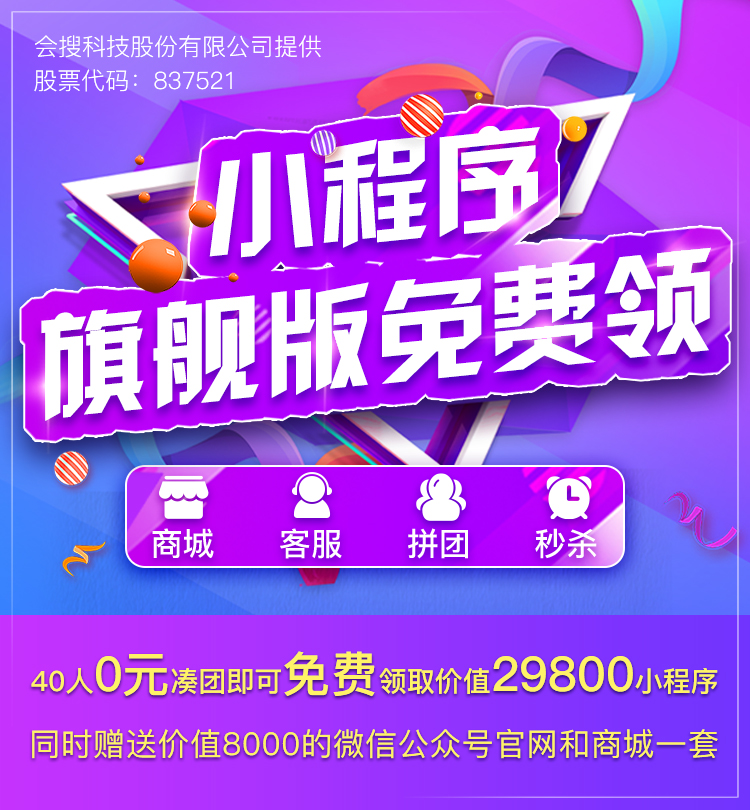 会搜科技股份有限公司提供
股票代码：837521
小程序
旗舰版免费领
商城 客服 拼团 秒杀
40人0元凑团即可免费领取价值29800小程序
同时赠送价值8000的微信公众号官网和商城一套